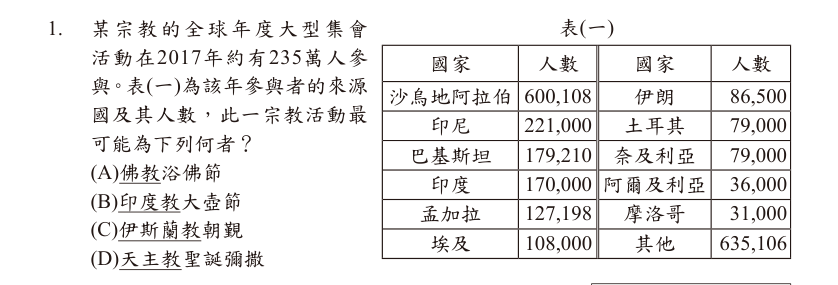 1. 某宗教的全球年度大型集會
活動在2017年約有235萬人參
與。表(一)為該年參與者的來源
國及其人數，此一宗教活動最
可能為下列何者？
(A)佛教浴佛節
(B)印度教大壺節
(C)伊斯蘭教朝覲
(D)天主教聖誕彌撒
表(一)
國家 人數 國家 人數
沙烏地阿拉伯 600,108 伊朗 86,500
印尼 221,000 土耳其 79,000
巴基斯坦 179,210 奈及利亞 79,000
印度 170,000 阿爾及利亞 36,000
孟加拉 127,198 摩洛哥 31,000
埃及 108,000 其他 635,106